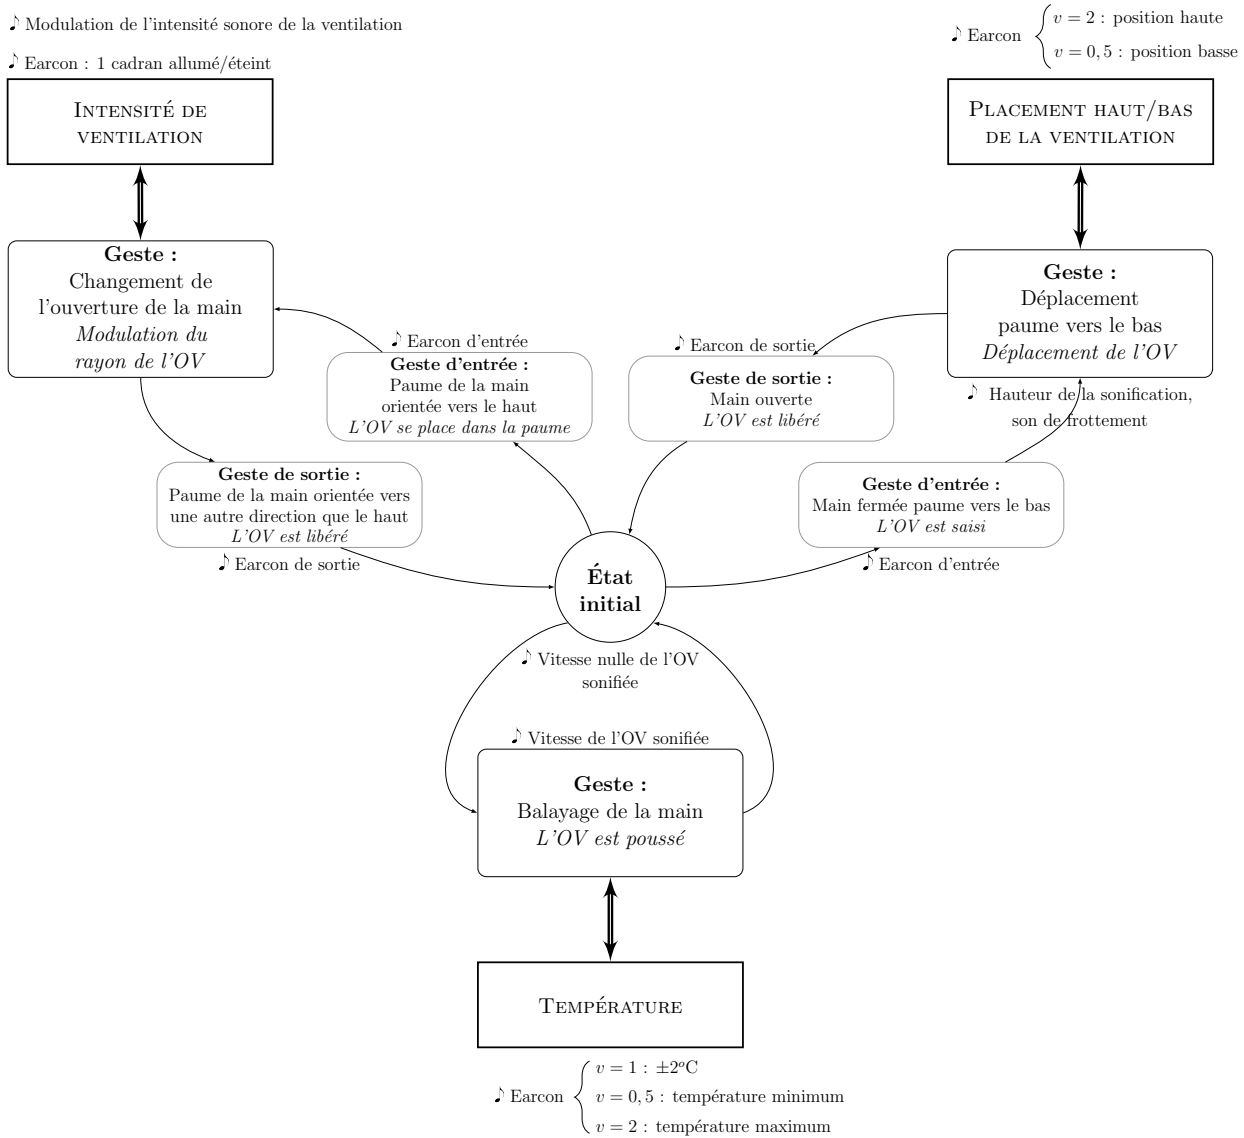 ♪ Modulation de l'intensité sonore de la ventilation
♪ Earcon : 1 cadran allumé/éteint
INTENSITÉ DE
VENTILATION
Geste :
Changement de
l'ouverture de la main
Modulation du
rayon de l'OV
♪ Earcon d'entrée
Geste d'entrée :
Paume de la main
orientée vers le haut
L'OV se place dans la paume
Geste de sortie :
Paume de la main orientée vers
une autre direction que le haut
L'OV est libéré
♪ Earcon de sortie
♪ Earcon
v = 2 : position haute
v = 0, 5 : position basse
PLACEMENT HAUT/BAS
DE LA VENTILATION
Geste :
Déplacement
paume vers le bas
Déplacement de l'OV
♪ Hauteur de la sonification,
son de frottement
♪ Earcon de sortie
Geste de sortie :
Main ouverte
L'OV est libéré
Geste d'entrée :
Main fermée paume vers le bas
L'OV est saisi
♪ Earcon d'entrée
État
initial
♪ Vitesse nulle de l'OV
sonifiée
♪ Vitesse de l'OV sonifiée
Geste :
Balayage de la main
L'OV est poussé
TEMPÉRATURE
♪ Earcon
v = 1 : ±2°C
v = 0, 5 : température minimum
v = 2 : température maximum